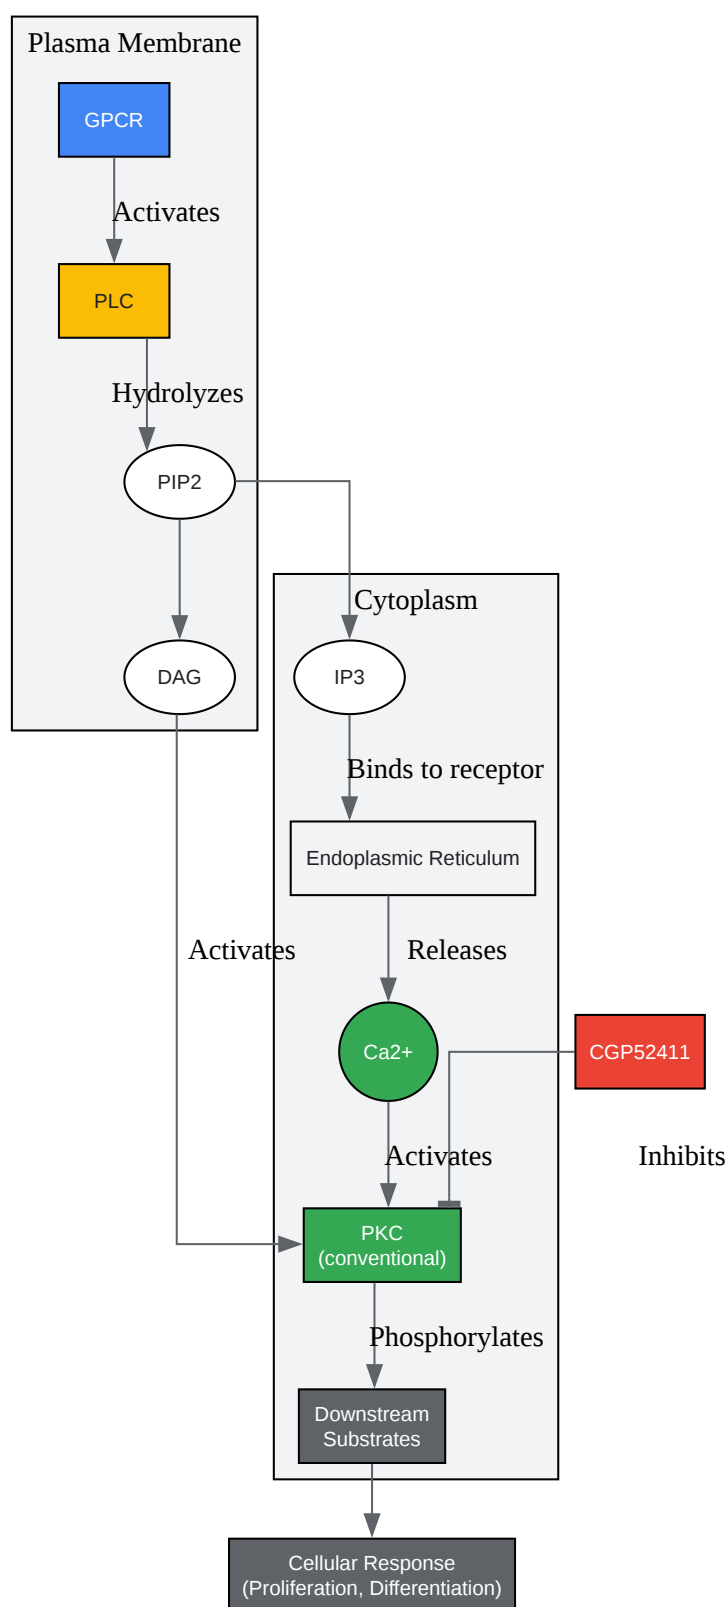 Plasma Membrane
GPCR
Activates
PLC
Hydrolyzes
PIP2
Cytoplasm
DAG
IP3
Binds to receptor
Endoplasmic Reticulum
Activates
Releases
Ca2+
CGP52411
Activates
Inhibits
PKC
(conventional)
Phosphorylates
Downstream
Substrates
Cellular Response
(Proliferation, Differentiation)